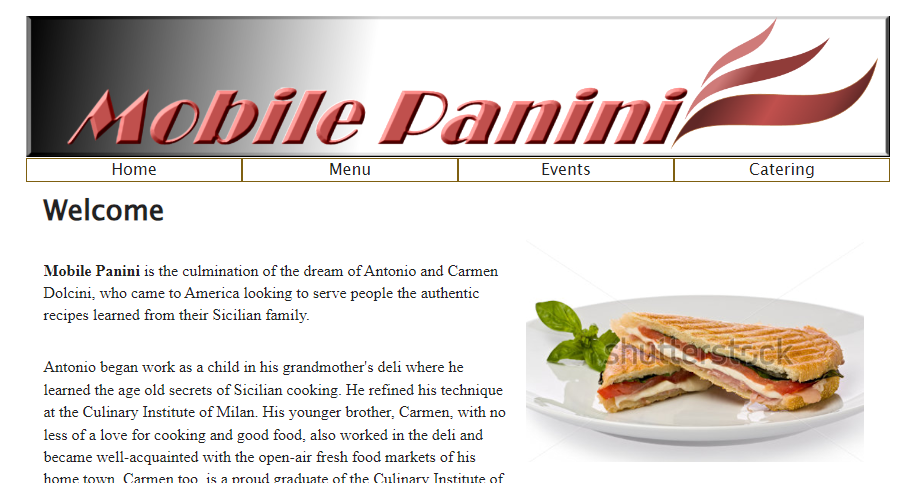 Mobile Panini
Home Menu Events Catering
Welcome
Mobile Panini is the culmination of the dream of Antonio and Carmen
Dolcini, who came to America looking to serve people the authentic
recipes learned from their Sicilian family.
shutterstock
Antonio began work as a child in his grandmother's deli where he
learned the age old secrets of Sicilian cooking. He refined his technique
at the Culinary Institute of Milan. His younger brother, Carmen, with no
less of a love for cooking and good food, also worked in the deli and
became well-acquainted with the open-air fresh food markets of his
home town. Carmen too, is a proud graduate of the Culinary Institute of